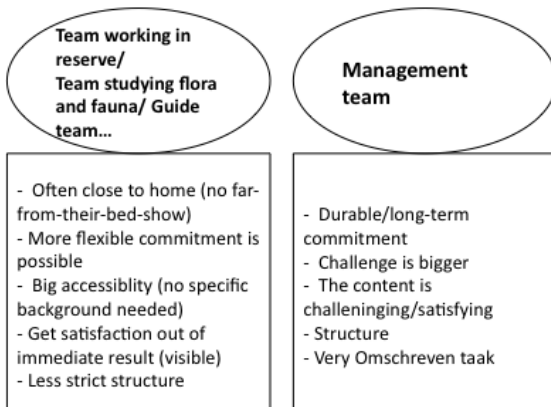 Team working in
reserve/
Team studying flora
and fauna/ Guide
team...
- Often close to home (no far-
from-their-bed-show)
- More flexible commitment is
possible
- Big accessiblity (no specific
background needed)
- Get satisfaction out of
immediate result (visible)
- Less strict structure
Management
team
- Durable/long-term
commitment
- Challenge is bigger
- The content is
challeninging/satisfying
- Structure
- Very Omschreven taak